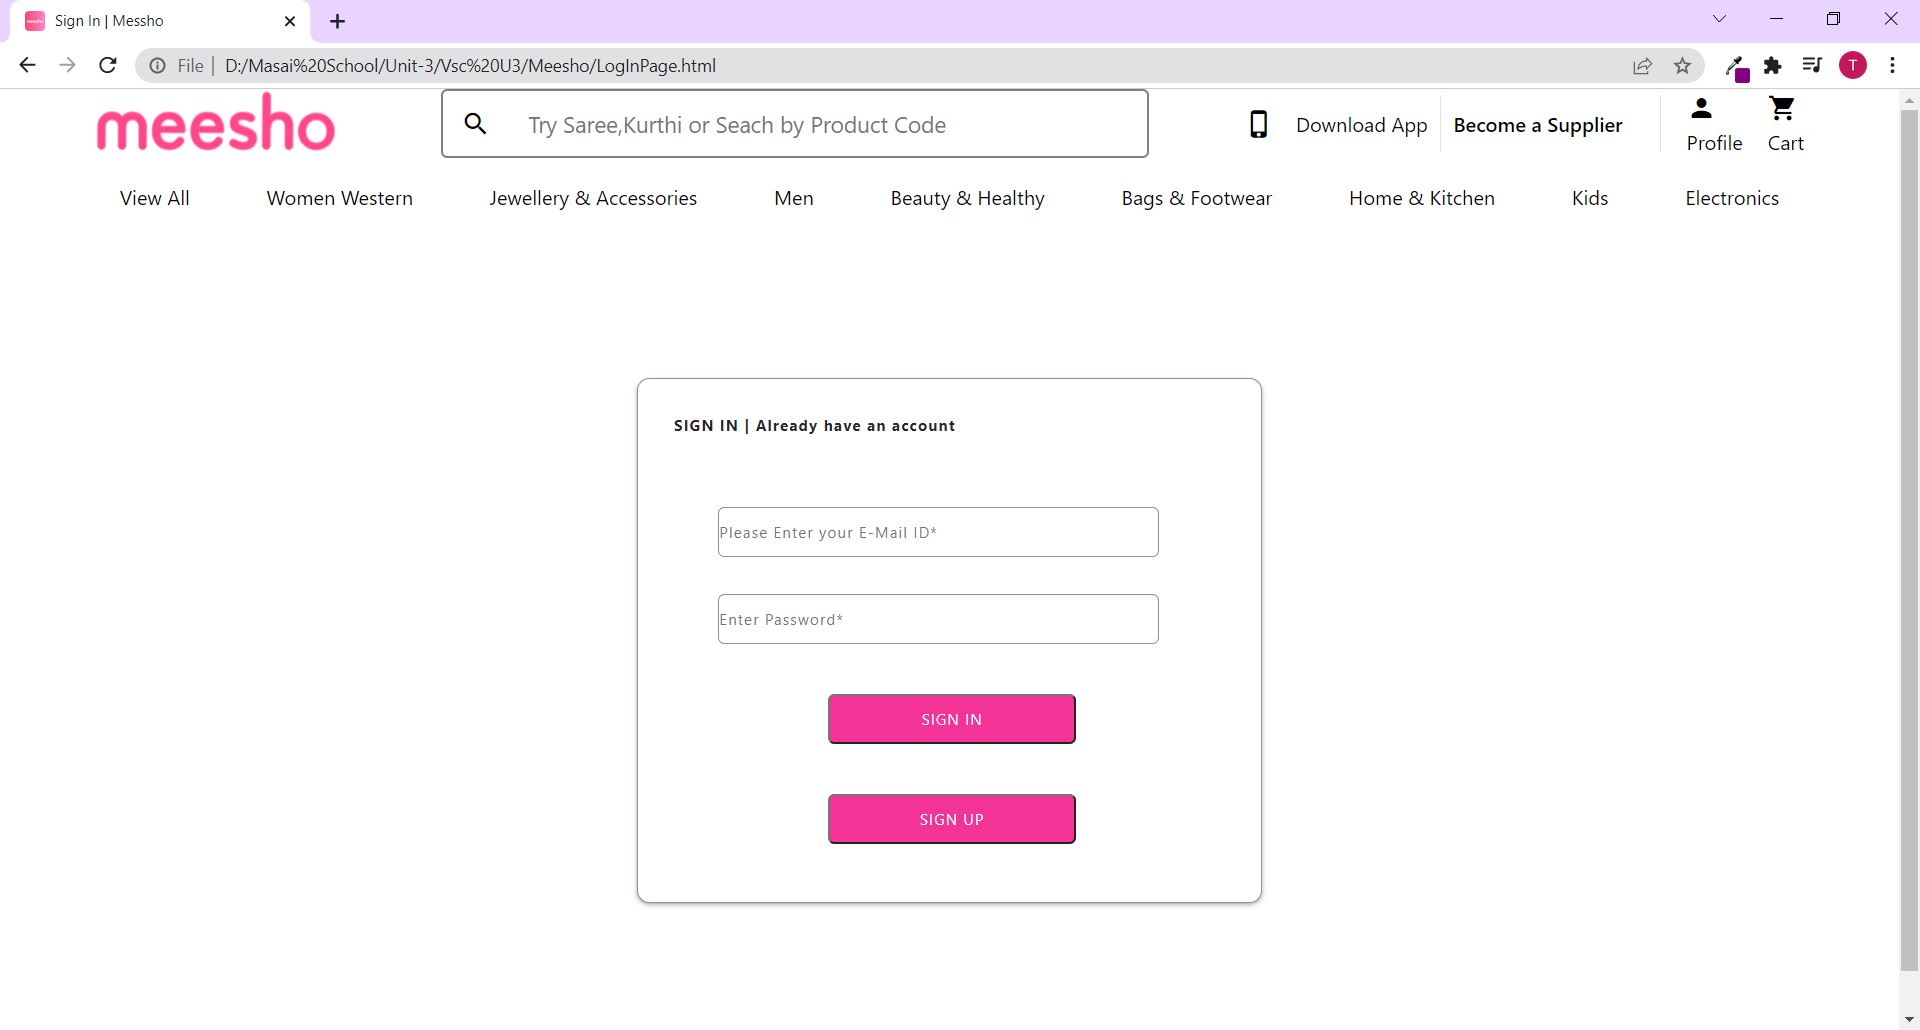 Sign In | Messho
File | D:/Masai%20School/Unit-3/Vsc%20U3/Meesho/LogInPage.html
T
meesho
Try Saree,Kurthi or Seach by Product Code
Download App
Become a Supplier
Profile
Cart
View All
Women Western
Jewellery & Accessories
Men
Beauty & Healthy
Bags & Footwear
Home & Kitchen
Kids
Electronics
SIGN IN | Already have an account
Please Enter your E-Mail ID*
Enter Password*
SIGN IN
SIGN UP